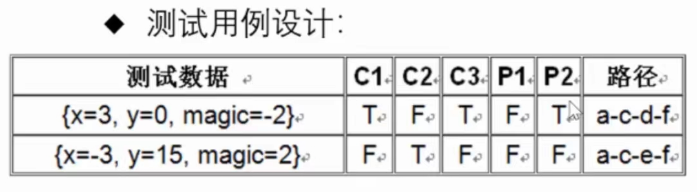 ◆ 测试用例设计:
测试数据 C1 C2 C3 P1 P2 路径
{x=3, y=0, magic=-2} T F T F T a-c-d-f
{x=-3, y=15, magic=2} F T F F F a-c-e-f